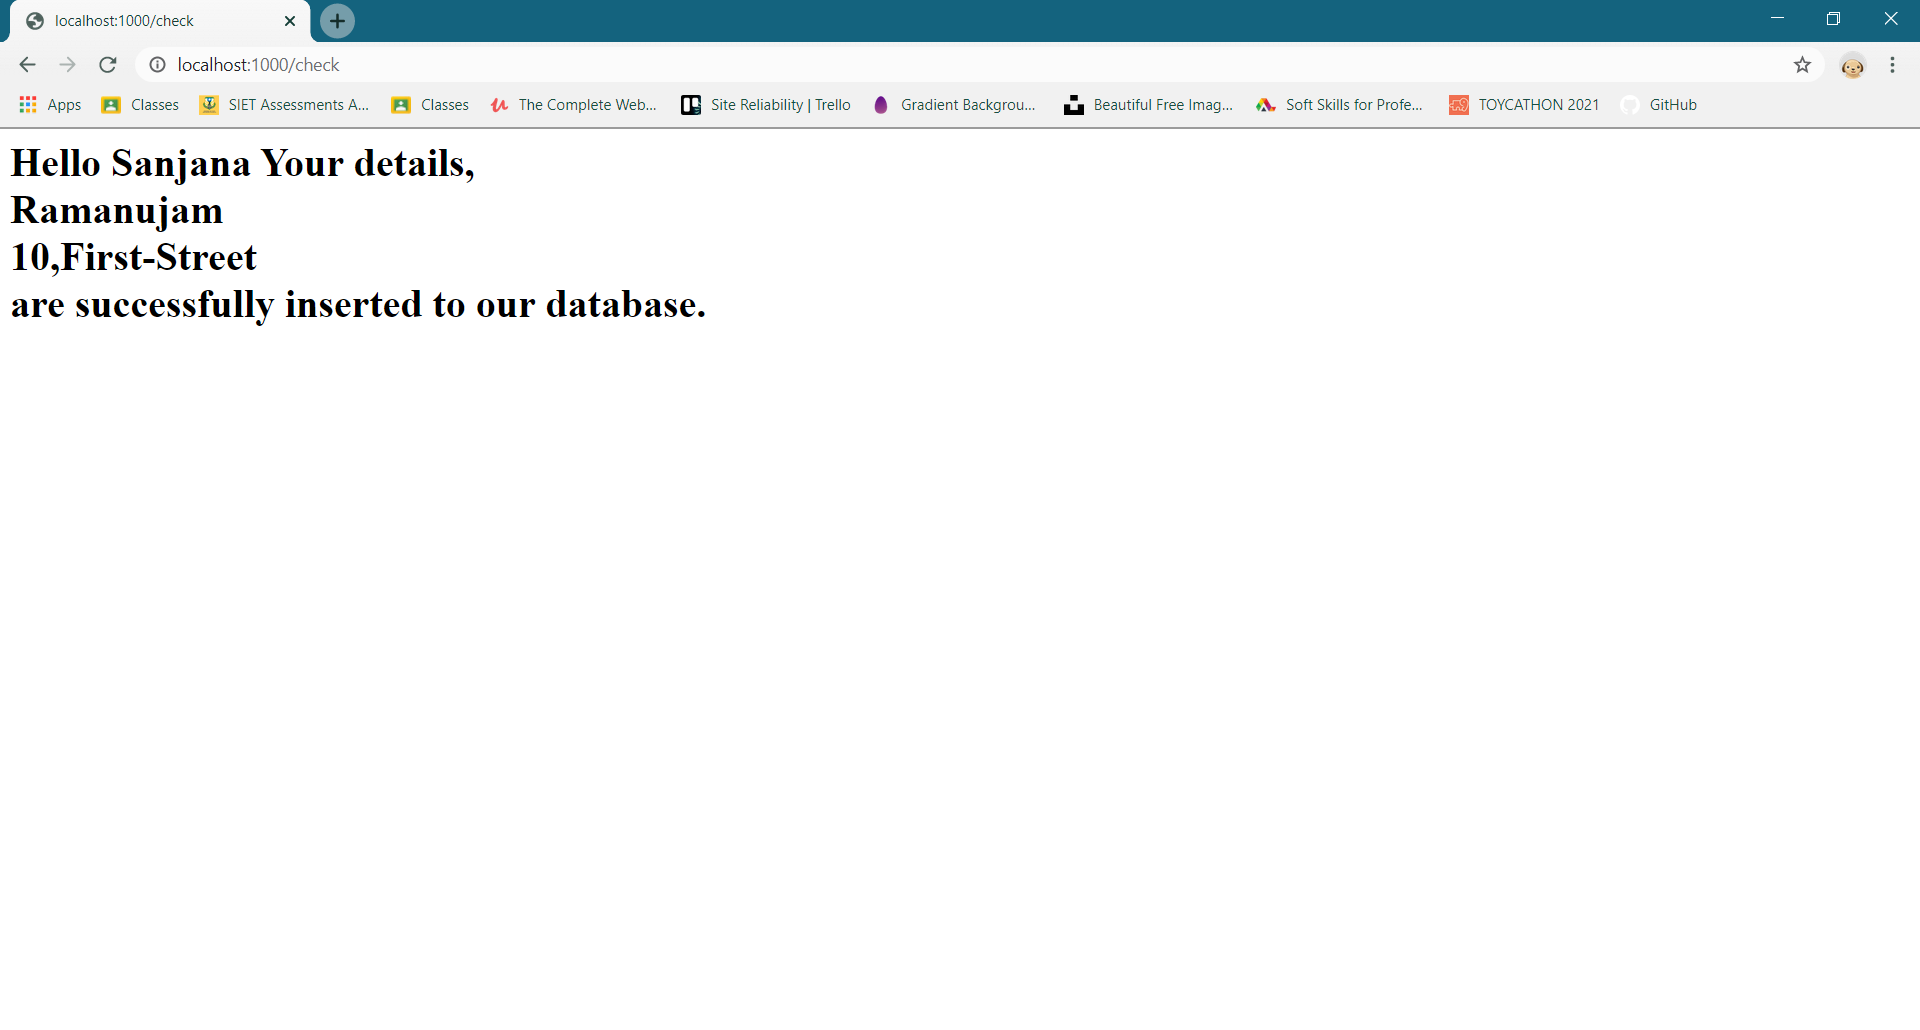 localhost:1000/check
localhost:1000/check
Apps Classes SIET Assessments A... Classes The Complete Web... Site Reliability | Trello Gradient Backgrou... Beautiful Free Imag... Soft Skills for Profe... TOYCATHON 2021 GitHub
Hello Sanjana Your details,
Ramanujam
10,First-Street
are successfully inserted to our database.